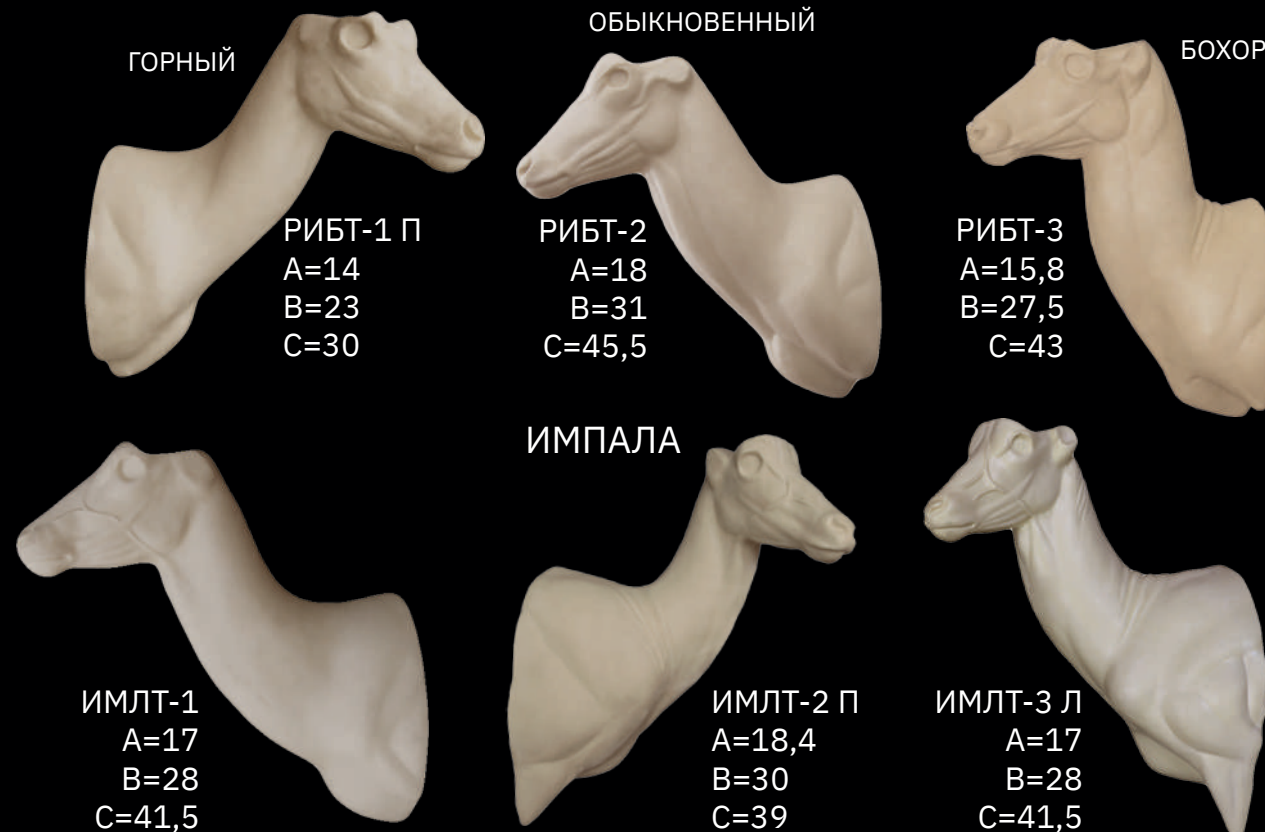 ОБЫКНОВЕННЫЙ
ГОРНЫЙ
БОХОР
РИБТ-1 П
A=14
B=23
C=30
РИБТ-2
A=18
B=31
C=45,5
РИБТ-3
A=15,8
B=27,5
C=43
ИМПАЛА
ИМЛТ-1
A=17
B=28
C=41,5
ИМЛТ-2 П
A=18,4
B=30
C=39
ИМЛТ-3 Л
A=17
B=28
C=41,5